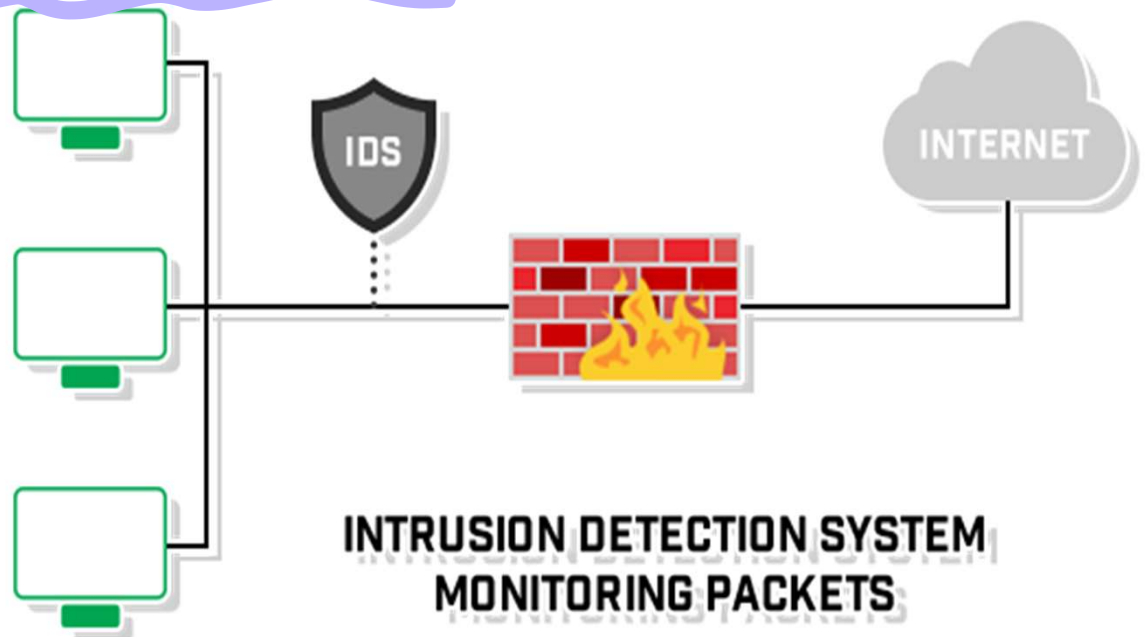 IDS
INTERNET
INTRUSION DETECTION SYSTEM
MONITORING PACKETS